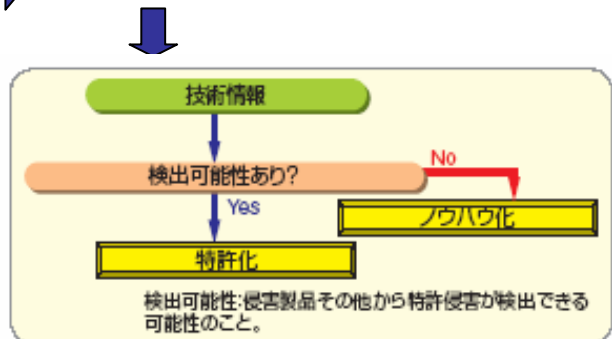 技術情報
検出可能性あり?
No
Yes
ノウハウ化
特許化
検出可能性:侵害製品その他から特許侵害が検出できる
可能性のこと。